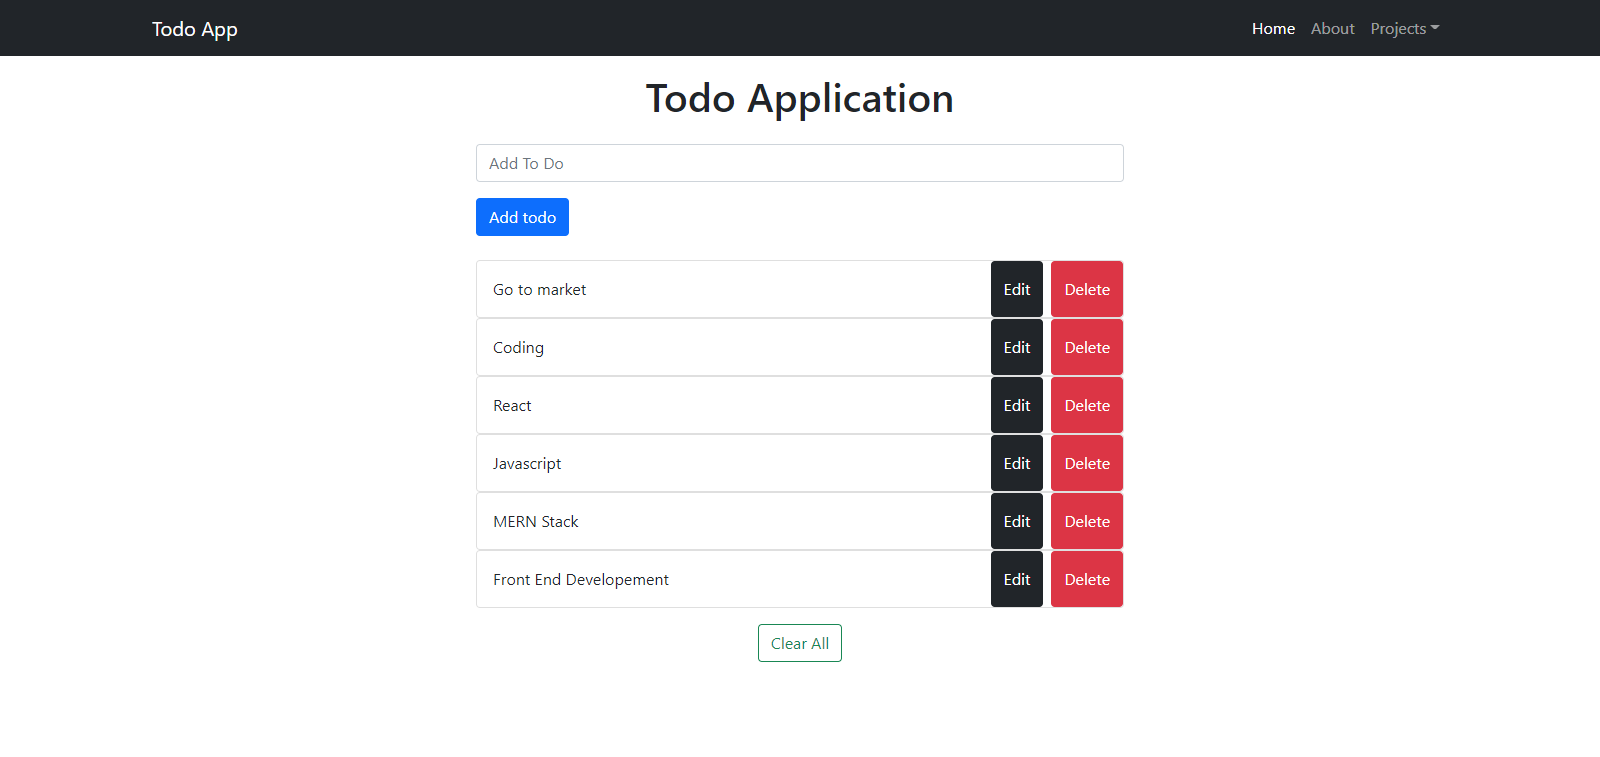 Todo App Home About Projects
Todo Application
Add To Do
Add todo
Go to market Edit Delete
Coding Edit Delete
React Edit Delete
Javascript Edit Delete
MERN Stack Edit Delete
Front End Developement Edit Delete
Clear All